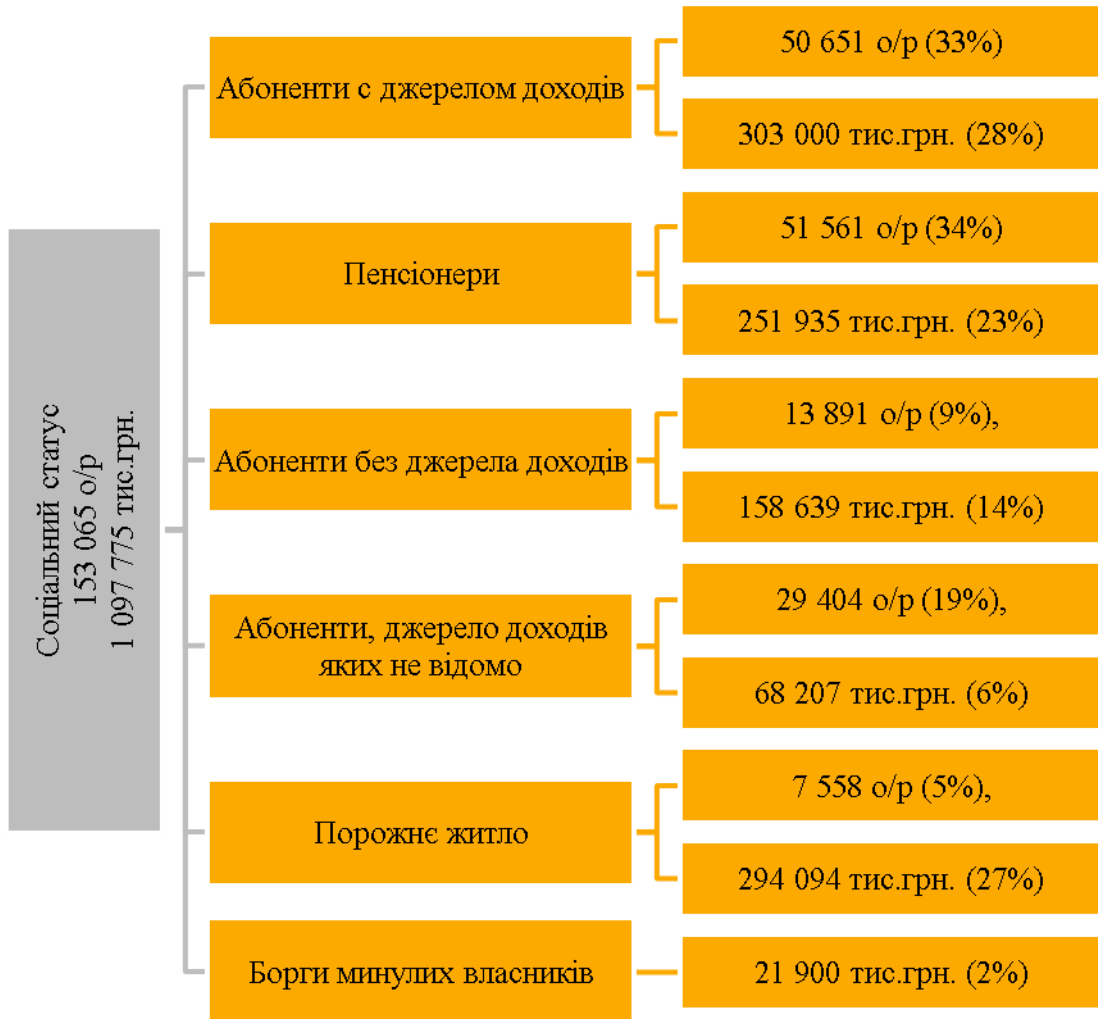 Соціальний статус
153 065 о/р
1 097 775 тис.грн.
Абоненти с джерелом доходів
50 651 о/р (33%)
303 000 тис.грн. (28%)
Пенсіонери
51 561 о/р (34%)
251 935 тис.грн. (23%)
Абоненти без джерела доходів
13 891 о/р (9%),
158 639 тис.грн. (14%)
Абоненти, джерело доходів
яких не відомо
29 404 о/р (19%),
68 207 тис.грн. (6%)
Порожнє житло
7 558 о/р (5%),
294 094 тис.грн. (27%)
Борги минулих власників
21 900 тис.грн. (2%)